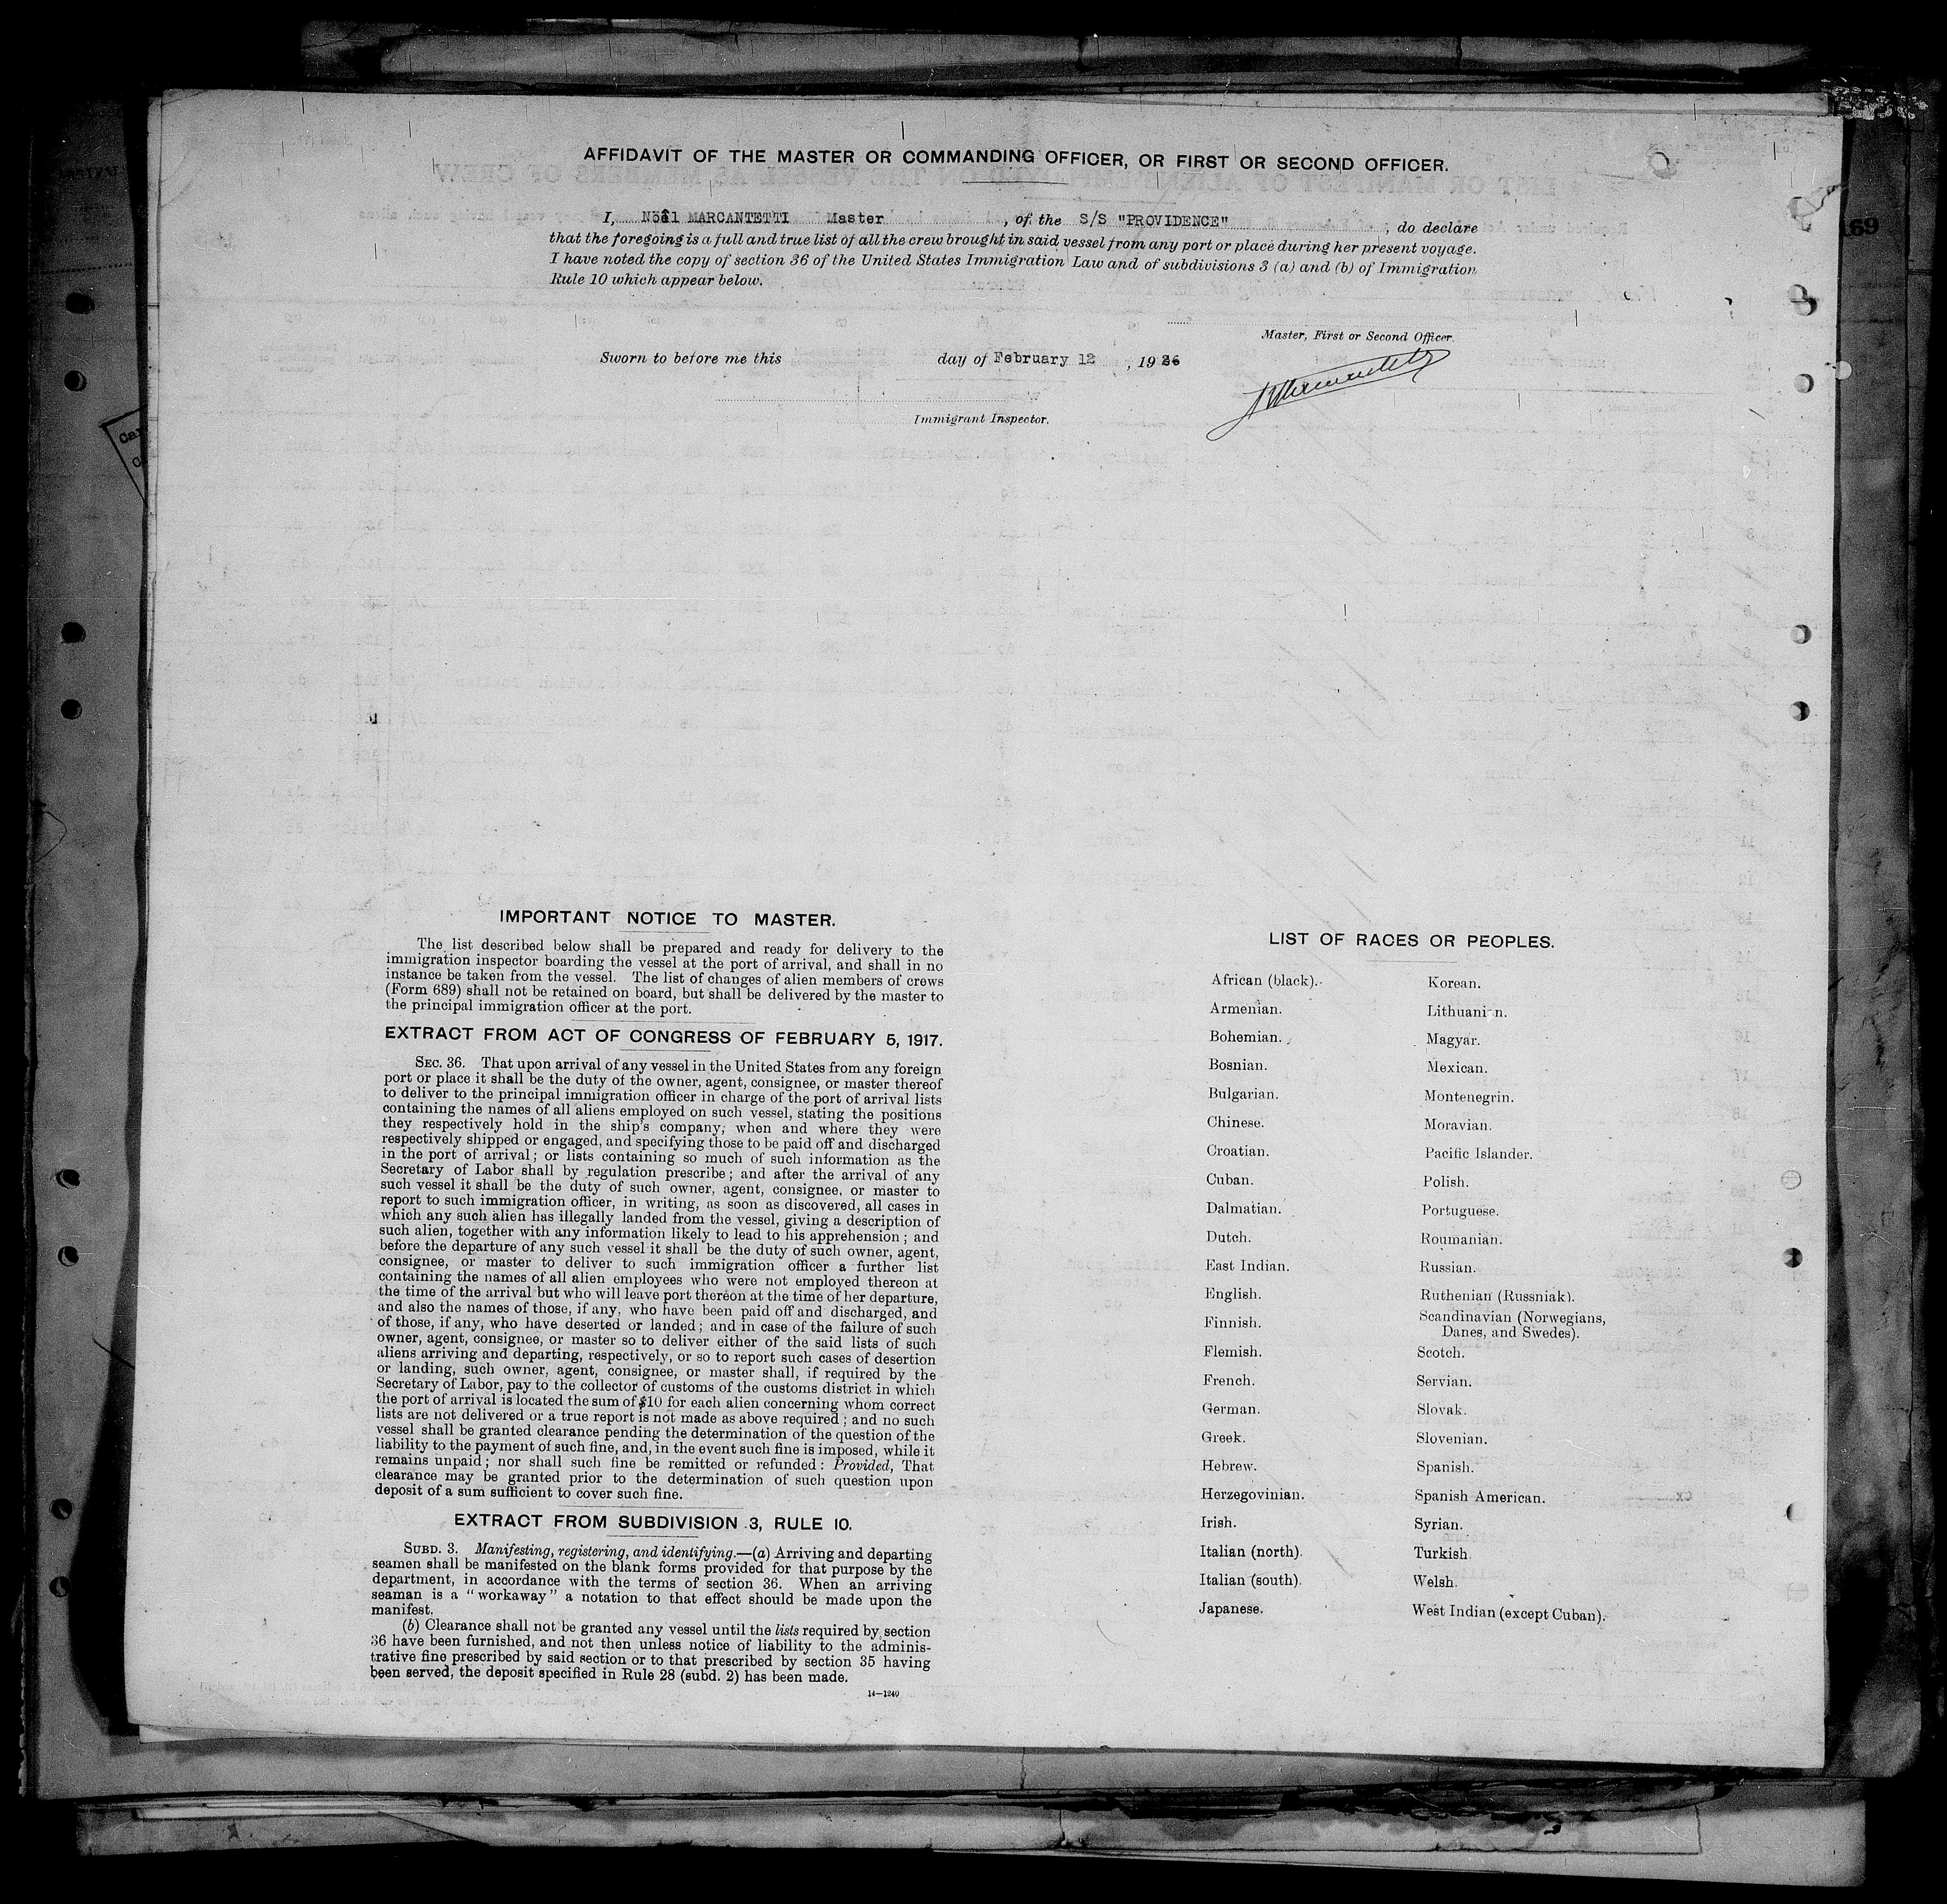 AFFIDAVIT OF THE MASTER OR COMMANDING OFFICER, OR FIRST OR SECOND OFFICER.
I, Nöêl MARCANTETTI Master , of the S/S "PROVIDENCE" , do declare
that the foregoing is a full and true list of all the crew brought in said vessel from any port or place during her present voyage.
I have noted the copy of section 36 of the United States Immigration Law and of subdivisions 3 (a) and (b) of Immigration
Rule 10 which appear below.
Master, First or Second Officer.
Sworn to before me this day of February 12 , 19
Immigrant Inspector.
69
IMPORTANT NOTICE TO MASTER.
The list described below shall be prepared and ready for delivery to the
immigration inspector boarding the vessel at the port of arrival, and shall in no
instance be taken from the vessel. The list of changes of alien members of crews
(Form 689) shall not be retained on board, but shall be delivered by the master to
the principal immigration officer at the port.
EXTRACT FROM ACT OF CONGRESS OF FEBRUARY 5, 1917.
SEC. 36. That upon arrival of any vessel in the United States from any foreign
port or place it shall be the duty of the owner, agent, consignee, or master thereof
to deliver to the principal immigration officer in charge of the port of arrival lists
containing the names of all aliens employed on such vessel, stating the positions
they respectively hold in the ship's company, when and where they were
respectively shipped or engaged, and specifying those to be paid off and discharged
in the port of arrival; or lists containing so much of such information as the
Secretary of Labor shall by regulation prescribe; and after the arrival of any
such vessel it shall be the duty of such owner, agent, consignee, or master to
report to such immigration officer, in writing, as soon as discovered, all cases in
which any such alien has illegally landed from the vessel, giving a description of
such alien, together with any information likely to lead to his apprehension; and
before the departure of any such vessel it shall be the duty of such owner, agent,
consignee, or master to deliver to such immigration officer a further list
containing the names of all alien employees who were not employed thereon at
the time of the arrival but who will leave port thereon at the time of her departure,
and also the names of those, if any, who have been paid off and discharged, and
of those, if any, who have deserted or landed; and in case of the failure of such
owner, agent, consignee, or master so to deliver either of the said lists of such
aliens arriving and departing, respectively, or so to report such cases of desertion
or landing, such owner, agent, consignee, or master shall, if required by the
Secretary of Labor, pay to the collector of customs of the customs district in which
the port of arrival is located the sum of $10 for each alien concerning whom correct
lists are not delivered or a true report is not made as above required; and no such
vessel shall be granted clearance pending the determination of the question of the
liability to the payment of such fine, and, in the event such fine is imposed, while it
remains unpaid; nor shall such fine be remitted or refunded: Provided, That
clearance may be granted prior to the determination of such question upon
deposit of a sum sufficient to cover such fine.
EXTRACT FROM SUBDIVISION 3, RULE 10.
SUBD. 3. Manifesting, registering, and identifying.—(a) Arriving and departing
seamen shall be manifested on the blank forms provided for that purpose by the
department, in accordance with the terms of section 36. When an arriving
seaman is a "workaway" a notation to that effect should be made upon the
manifest.
(b) Clearance shall not be granted any vessel until the lists required by section
36 have been furnished, and not then unless notice of liability to the adminis-
trative fine prescribed by said section or to that prescribed by section 35 having
been served, the deposit specified in Rule 28 (subd. 2) has been made.
14—1240
LIST OF RACES OR PEOPLES.
African (black).
Armenian.
Bohemian.
Bosnian.
Bulgarian.
Chinese.
Croatian.
Cuban.
Dalmatian.
Dutch.
East Indian.
English.
Finnish.
Flemish.
French.
German.
Greek.
Hebrew.
Herzegovinian.
Irish.
Italian (north).
Italian (south).
Japanese.
Korean.
Lithuanian.
Magyar.
Mexican.
Montenegrin.
Moravian.
Pacific Islander.
Polish.
Portuguese.
Roumanian.
Russian.
Ruthenian (Russniak).
Scandinavian (Norwegians,
Danes, and Swedes).
Scotch.
Servian.
Slovak.
Slovenian.
Spanish.
Spanish American.
Syrian.
Turkish.
Welsh.
West Indian (except Cuban).